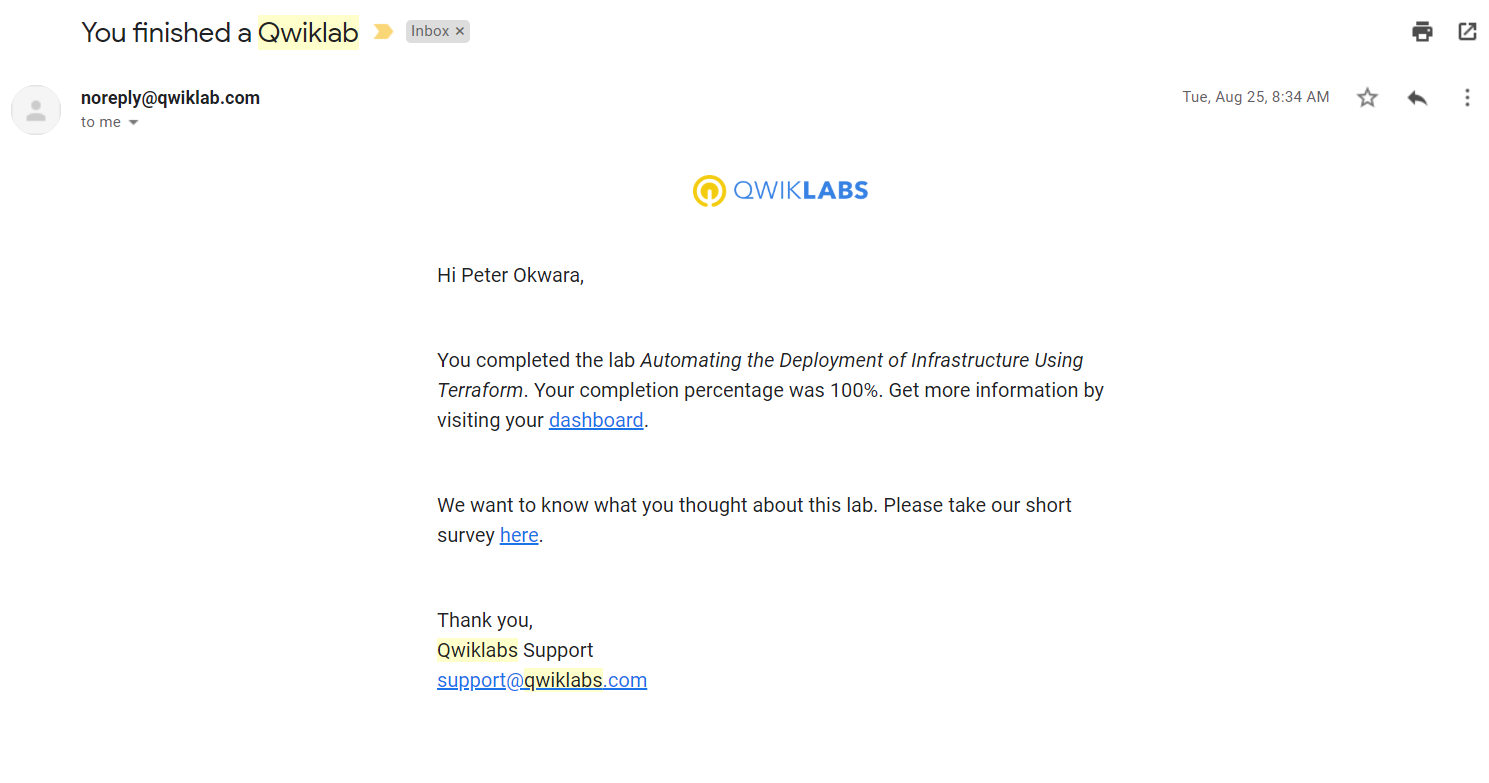 You finished a Qwiklab Inbox ×
noreply@qwiklab.com
Tue, Aug 25, 8:34 AM
to me
QWIKLABS
Hi Peter Okwara,
You completed the lab Automating the Deployment of Infrastructure Using
Terraform. Your completion percentage was 100%. Get more information by
visiting your dashboard.
We want to know what you thought about this lab. Please take our short
survey here.
Thank you,
Qwiklabs Support
support@qwiklabs.com